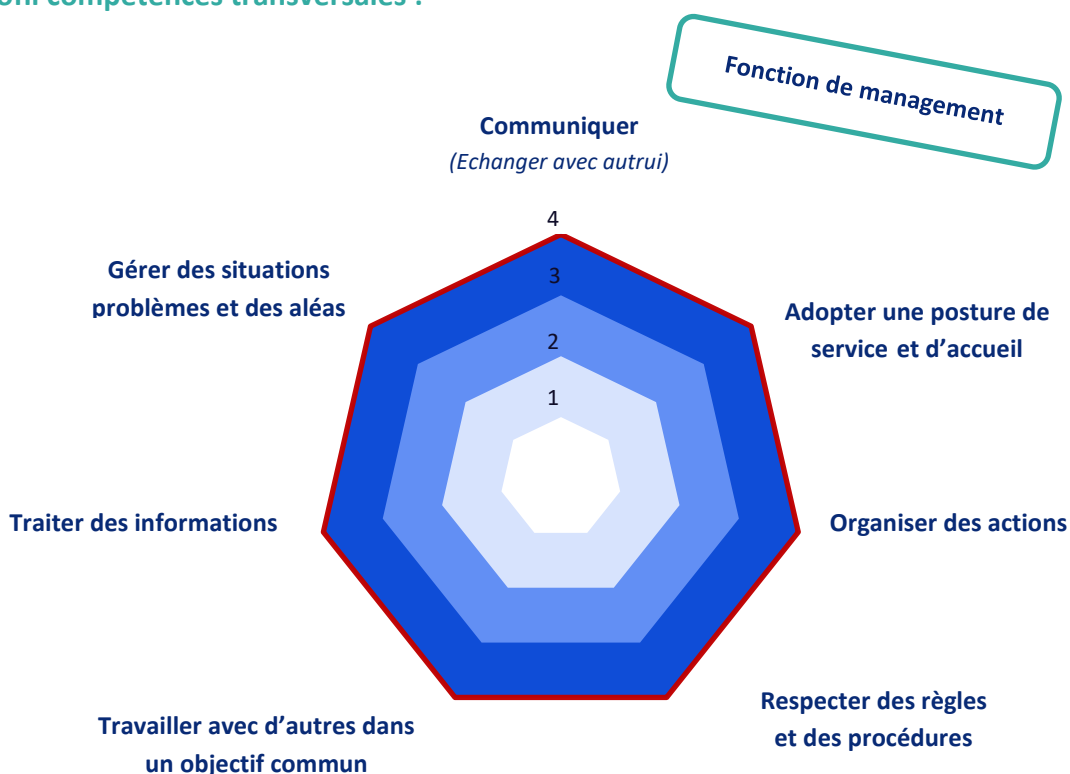 compétences transversales :
Fonction de management
Communiquer
(Echanger avec autrui)
4
3
2
1
Gérer des situations
problèmes et des aléas
Adopter une posture de
service et d’accueil
Traiter des informations
Organiser des actions
Travailler avec d’autres dans
un objectif commun
Respecter des règles
et des procédures